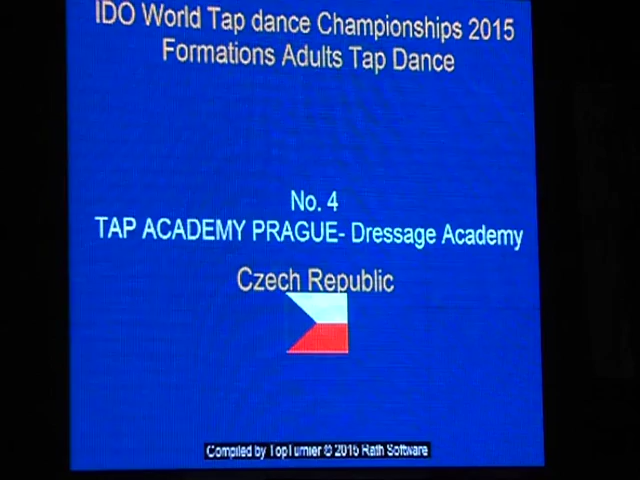 IDO World Tap dance Championships 2015
Formations Adults Tap Dance
No. 4
TAP ACADEMY PRAGUE- Dressage Academy
Czech Republic
Compiled by TopTurnier © 2015 Rath Software